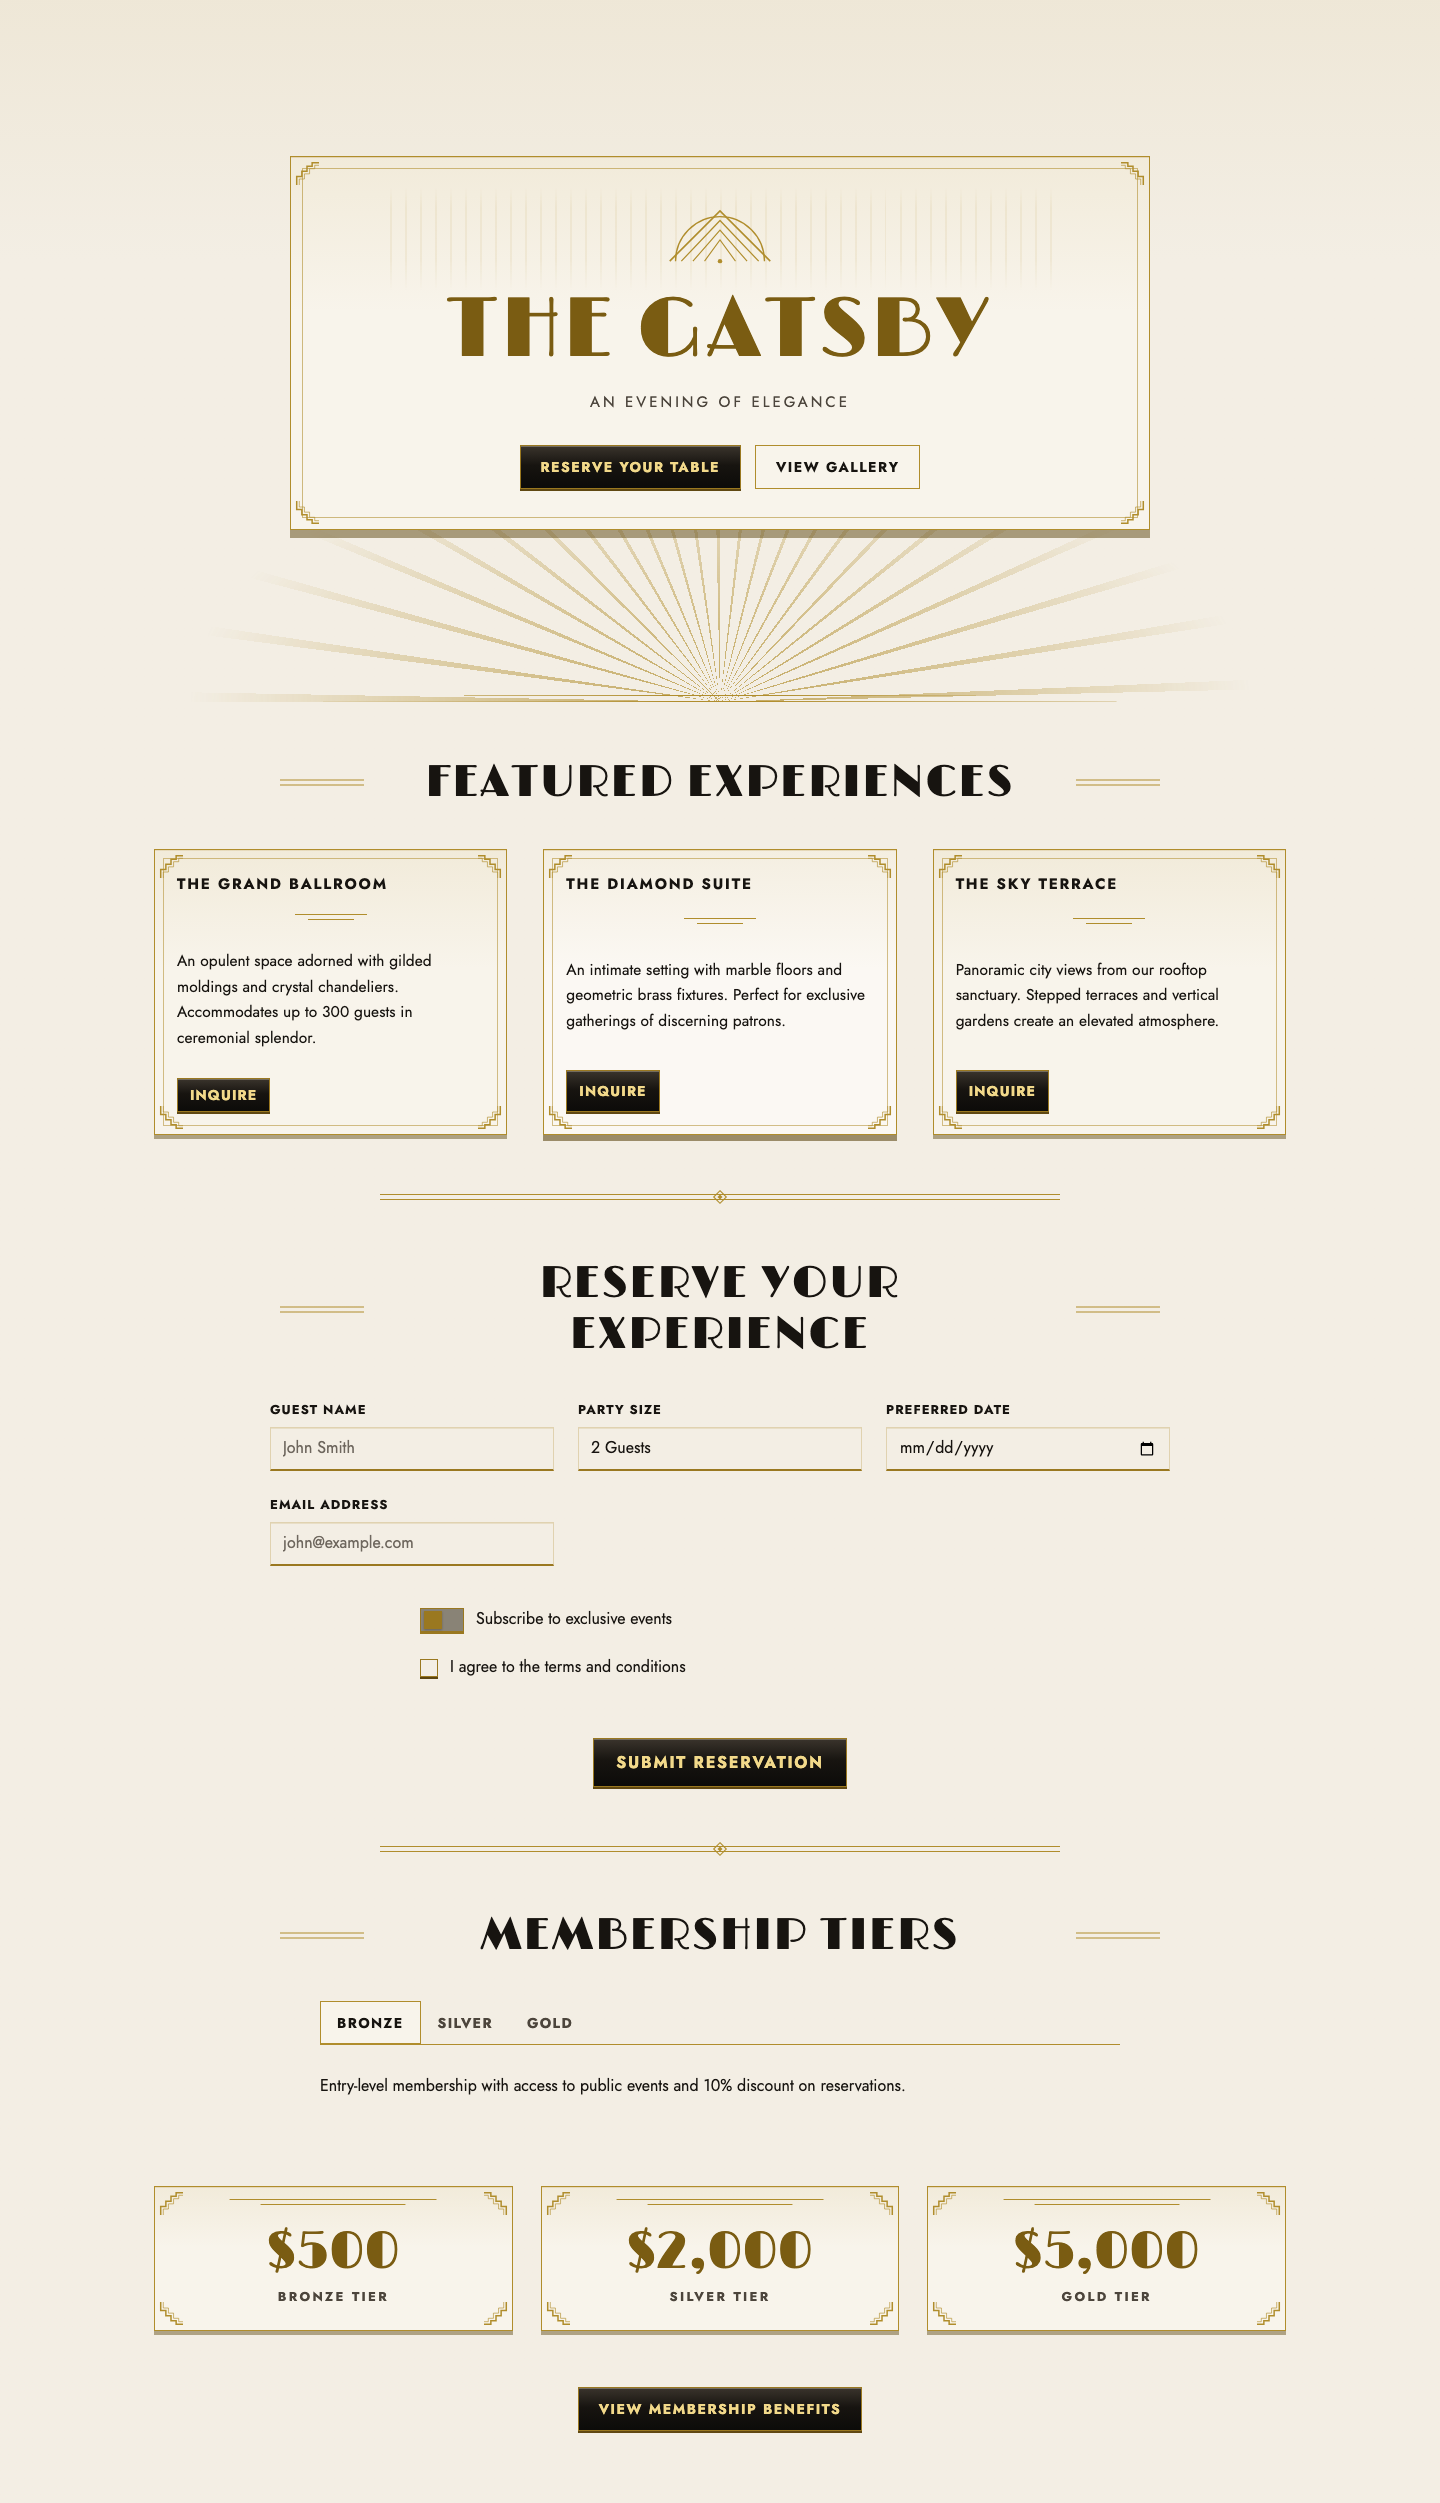 THE GATSBY
AN EVENING OF ELEGANCE
RESERVE YOUR TABLE
VIEW GALLERY
FEATURED EXPERIENCES
THE GRAND BALLROOM
An opulent space adorned with gilded
moldings and crystal chandeliers.
Accommodates up to 300 guests in
ceremonial splendor.
INQUIRE
THE DIAMOND SUITE
An intimate setting with marble floors and
geometric brass fixtures. Perfect for exclusive
gatherings of discerning patrons.
INQUIRE
THE SKY TERRACE
Panoramic city views from our rooftop
sanctuary. Stepped terraces and vertical
gardens create an elevated atmosphere.
INQUIRE
RESERVE YOUR
EXPERIENCE
GUEST NAME
John Smith
PARTY SIZE
2 Guests
PREFERRED DATE
mm/dd/yyyy
EMAIL ADDRESS
john@example.com
Subscribe to exclusive events
I agree to the terms and conditions
SUBMIT RESERVATION
MEMBERSHIP TIERS
BRONZE
SILVER
GOLD
Entry-level membership with access to public events and 10% discount on reservations.
$500
BRONZE TIER
$2,000
SILVER TIER
$5,000
GOLD TIER
VIEW MEMBERSHIP BENEFITS